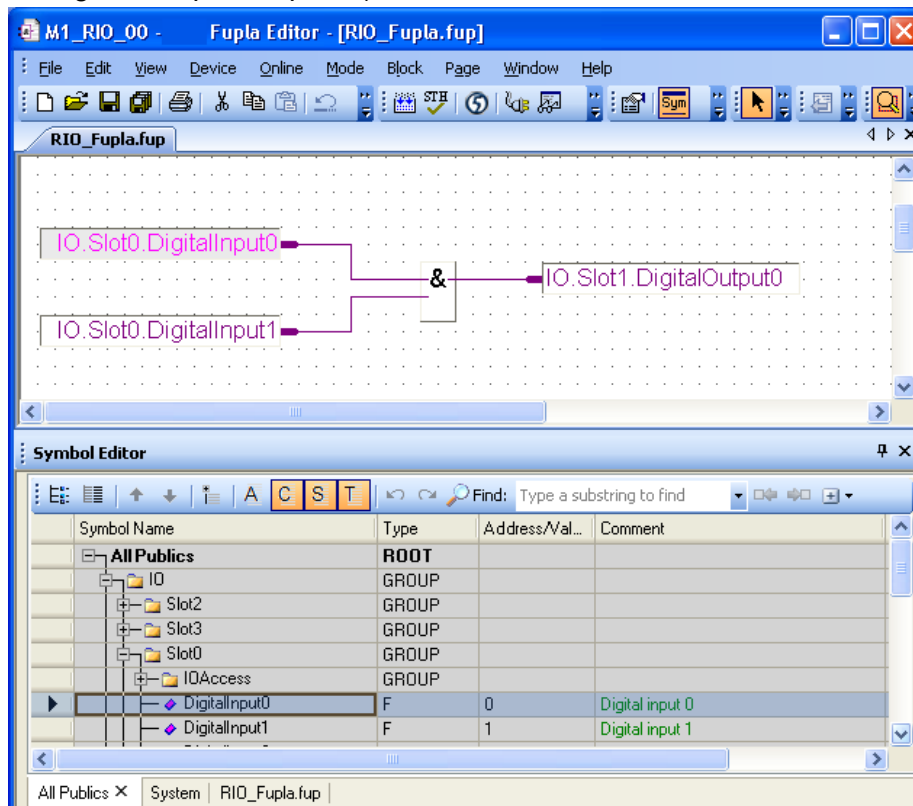 M1_RIO_00 - Fupla Editor - [RIO_Fupla.fup]
File Edit View Device Online Mode Block Page Window Help
STH Sym
RIO_Fupla.fup
IO.Slot0.DigitalInput0
& IO.Slot1.DigitalOutput0
IO.Slot0.DigitalInput1
Symbol Editor
A C S T Find: Type a substring to find
Symbol Name Type Address/Val... Comment
All Publics ROOT
IO GROUP
Slot2 GROUP
Slot3 GROUP
Slot0 GROUP
IOAccess GROUP
DigitalInput0 F 0 Digital input 0
DigitalInput1 F 1 Digital input 1
All Publics System RIO_Fupla.fup